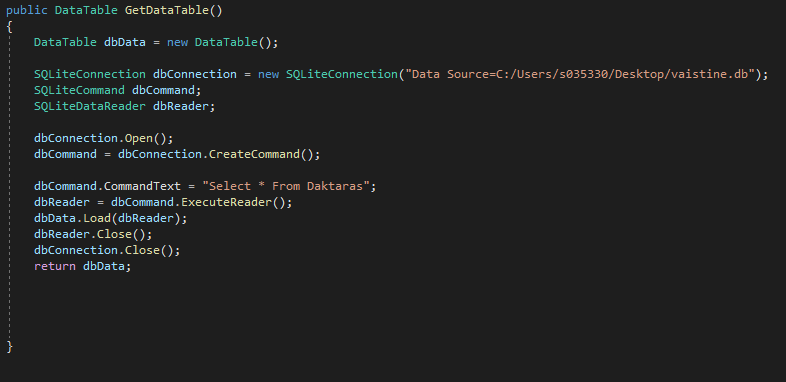 public DataTable GetDataTable()
{
DataTable dbData = new DataTable();
SQLiteConnection dbConnection = new SQLiteConnection("Data Source=C:/Users/s035330/Desktop/vaistine.db");
SQLiteCommand dbCommand;
SQLiteDataReader dbReader;
dbConnection.Open();
dbCommand = dbConnection.CreateCommand();
dbCommand.CommandText = "Select * From Daktaras";
dbReader = dbCommand.ExecuteReader();
dbData.Load(dbReader);
dbReader.Close();
dbConnection.Close();
return dbData;
}